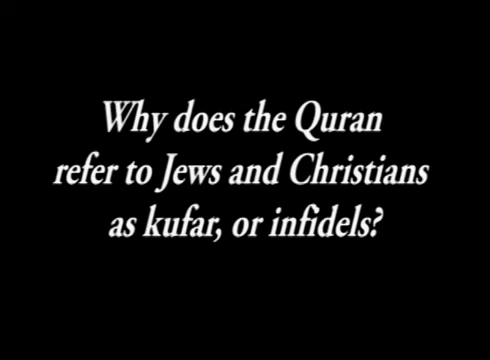 Why does the Quran
refer to Jews and Christians
as kufar, or infidels?